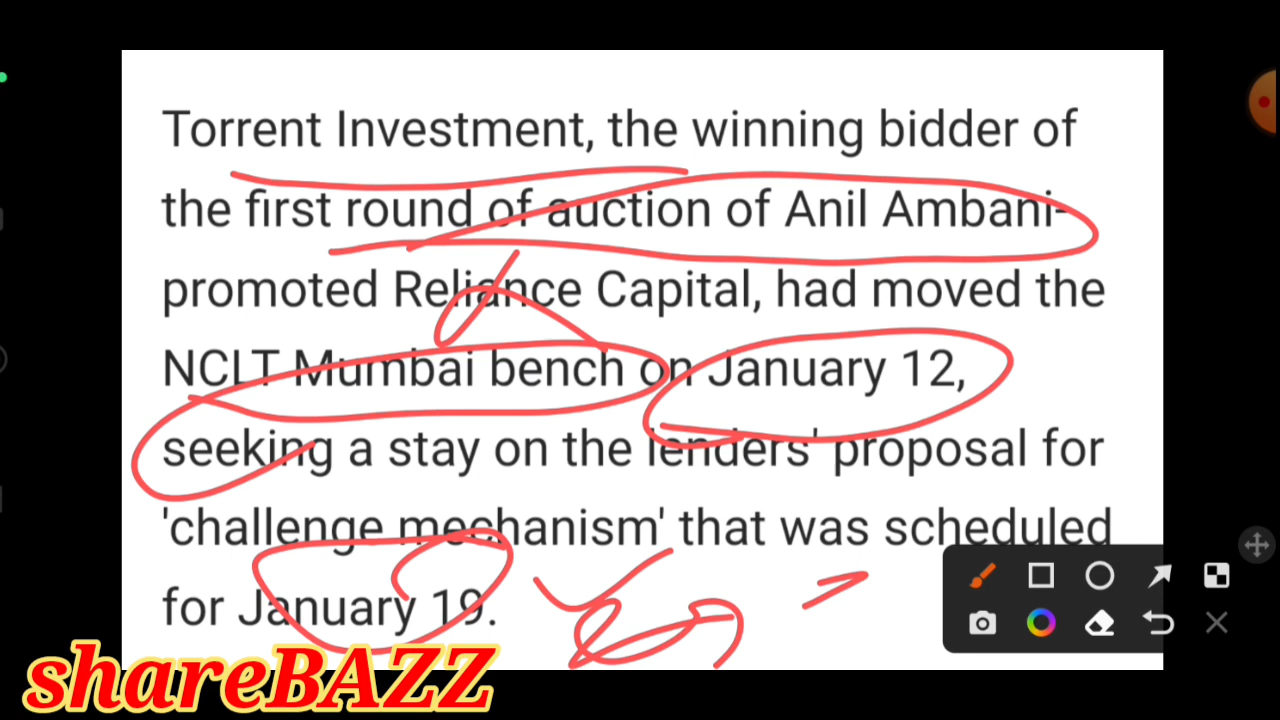 Torrent Investment, the winning bidder of
the first round of auction of Anil Ambani-
promoted Reliance Capital, had moved the
NCLT Mumbai bench on January 12,
seeking a stay on the lenders' proposal for
'challenge mechanism' that was scheduled
for January 19.
shareBAZZ